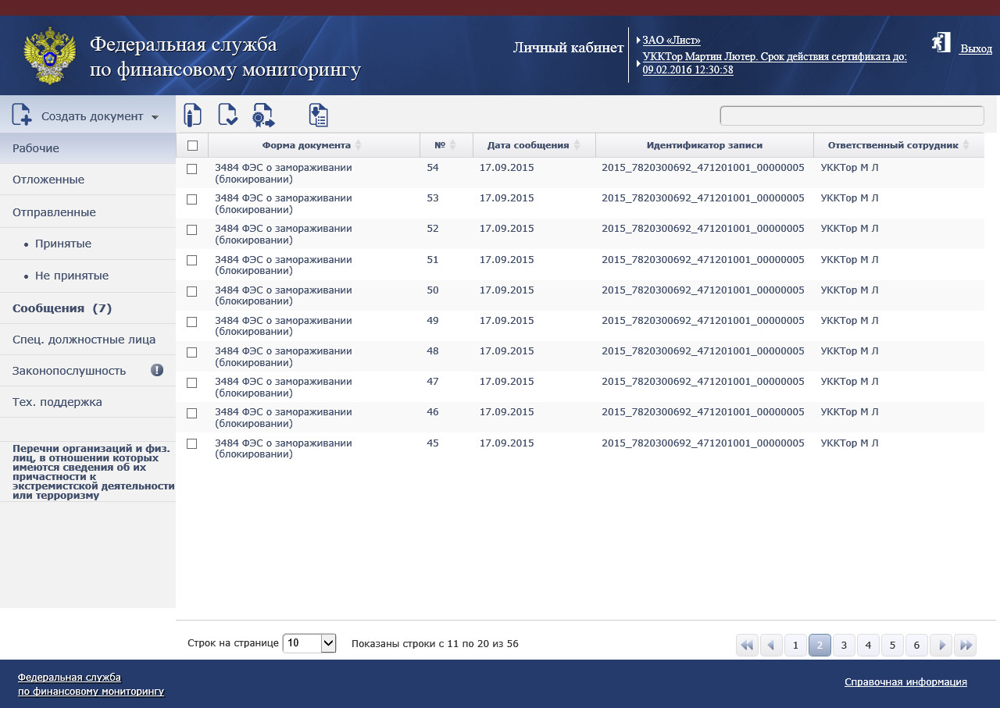 Федеральная служба
по финансовому мониторингу
Личный кабинет
ЗАО «Лист»
УККТор Мартин Лютер. Срок действия сертификата до:
09.02.2016 12:30:58
Выход
Создать документ
Рабочие
Отложенные
Отправленные
• Принятые
• Не принятые
Сообщения (7)
Спец. должностные лица
Законопослушность !
Тех. поддержка
Перечни организаций и физ.
лиц, в отношении которых
имеются сведения об их
причастности к
экстремистской деятельности
или терроризму
Форма документа № Дата сообщения Идентификатор записи Ответственный сотрудник
3484 ФЭС о замораживании 54 17.09.2015 2015_7820300692_471201001_00000005 УККТор М Л
(блокировании)
3484 ФЭС о замораживании 53 17.09.2015 2015_7820300692_471201001_00000005 УККТор М Л
(блокировании)
3484 ФЭС о замораживании 52 17.09.2015 2015_7820300692_471201001_00000005 УККТор М Л
(блокировании)
3484 ФЭС о замораживании 51 17.09.2015 2015_7820300692_471201001_00000005 УККТор М Л
(блокировании)
3484 ФЭС о замораживании 50 17.09.2015 2015_7820300692_471201001_00000005 УККТор М Л
(блокировании)
3484 ФЭС о замораживании 49 17.09.2015 2015_7820300692_471201001_00000005 УККТор М Л
(блокировании)
3484 ФЭС о замораживании 48 17.09.2015 2015_7820300692_471201001_00000005 УККТор М Л
(блокировании)
3484 ФЭС о замораживании 47 17.09.2015 2015_7820300692_471201001_00000005 УККТор М Л
(блокировании)
3484 ФЭС о замораживании 46 17.09.2015 2015_7820300692_471201001_00000005 УККТор М Л
(блокировании)
3484 ФЭС о замораживании 45 17.09.2015 2015_7820300692_471201001_00000005 УККТор М Л
(блокировании)
Строк на странице 10 Показаны строки с 11 по 20 из 56 1 2 3 4 5 6
Федеральная служба
по финансовому мониторингу
Справочная информация